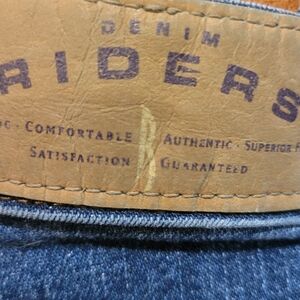 DENIM
RIDERS
COMFORTABLE AUTHENTIC · SUPERIOR
SATISFACTION GUARANTEED